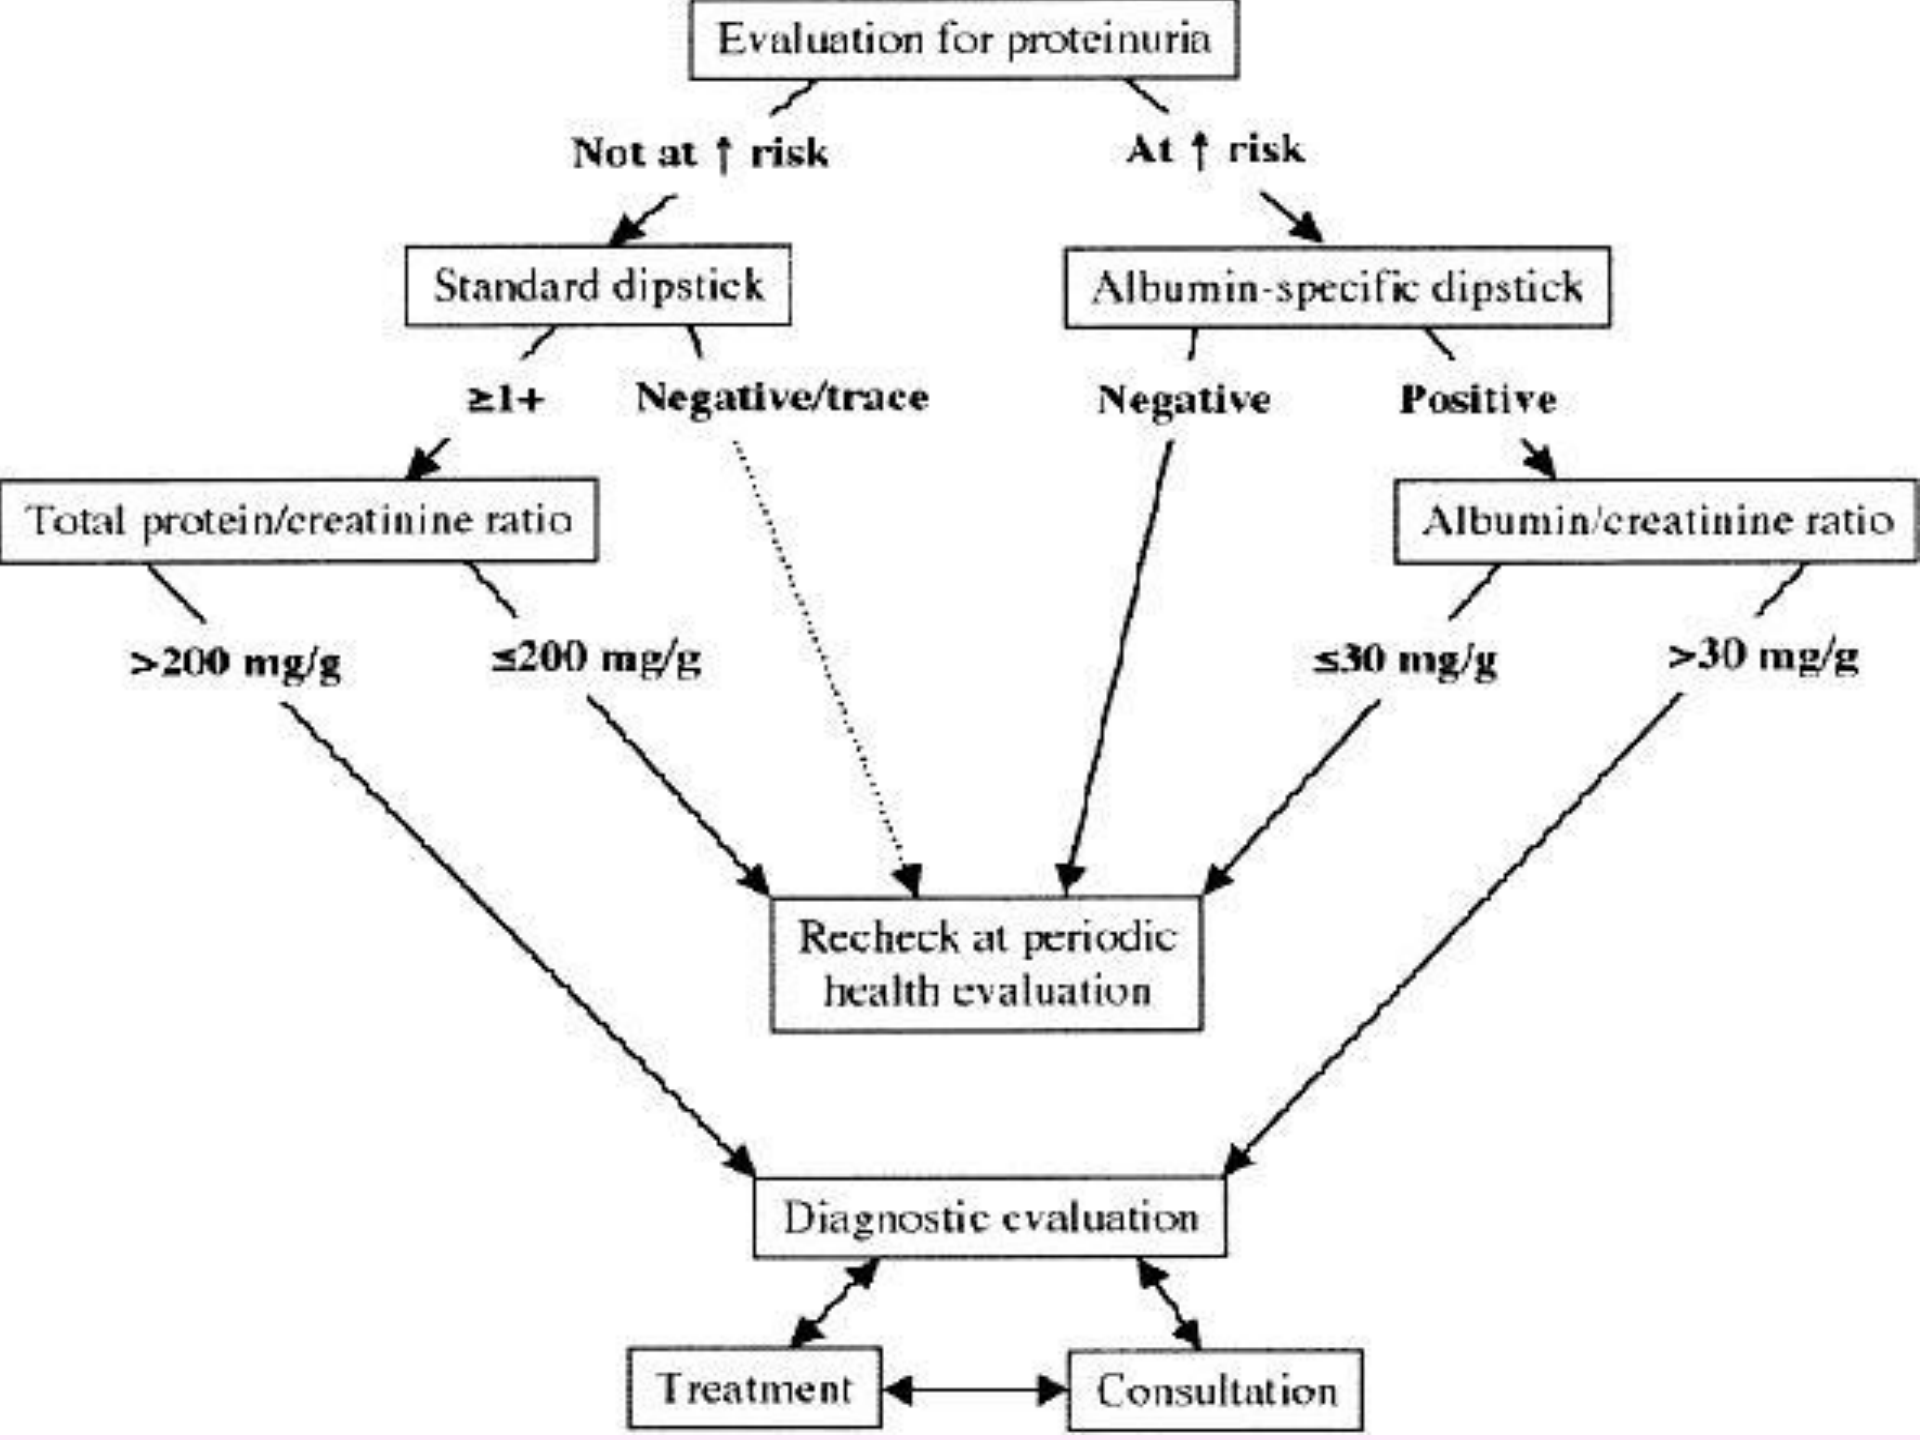 Evaluation for proteinuria
Not at ↑ risk
At ↑ risk
Standard dipstick
Albumin-specific dipstick
≥1+
Negative/trace
Negative
Positive
Total protein/creatinine ratio
Albumin/creatinine ratio
>200 mg/g
≤200 mg/g
≤30 mg/g
>30 mg/g
Recheck at periodic
health evaluation
Diagnostic evaluation
Treatment
Consultation